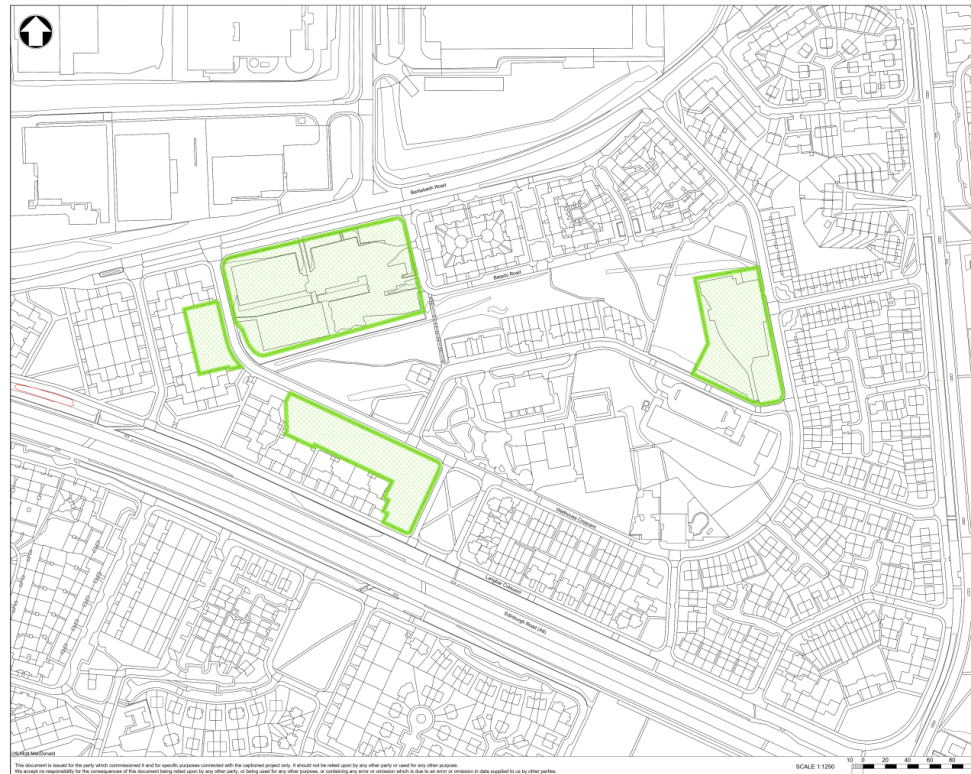 Bartiebeith Road
Balado Road
Wellhouse Crescent
Langbar Crescent
Edinburgh Road (A8)
© Mott MacDonald
This document is issued for the party which commissioned it and for specific purposes connected with the captioned project only. It should not be relied upon by any other party or used for any other purpose.
We accept no responsibility for the consequences of this document being relied upon by any other party, or being used for any other purpose, or containing any error or omission which is due to an error or omission in data supplied to us by other parties.
SCALE 1:1250
10 0 20 40 60 80